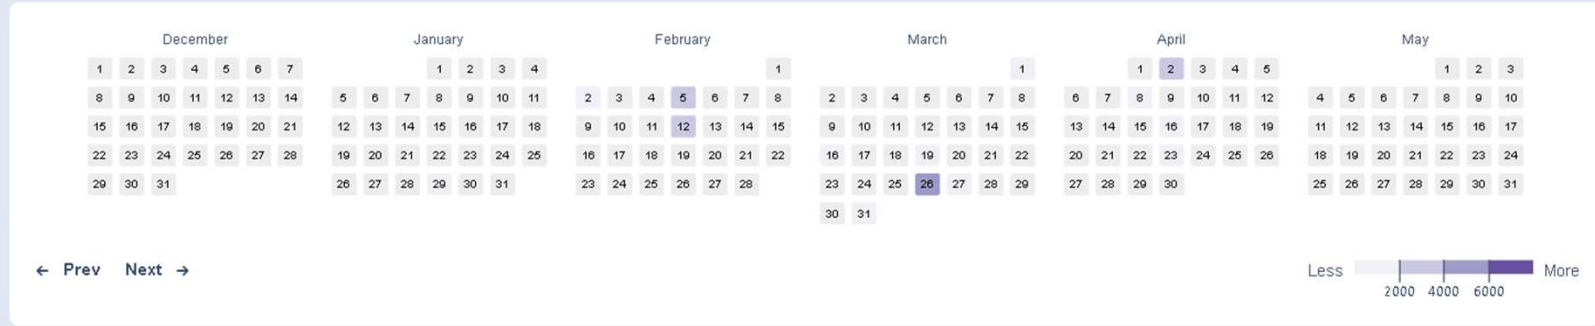 December January February March April May
1 2 3 4 5 6 7 1 2 3 4 1 1 1 2 3 4 5 1 2 3
8 9 10 11 12 13 14 5 6 7 8 9 10 11 2 3 4 5 6 7 8 2 3 4 5 6 7 8 6 7 8 9 10 11 12 4 5 6 7 8 9 10
15 16 17 18 19 20 21 12 13 14 15 16 17 18 9 10 11 12 13 14 15 9 10 11 12 13 14 15 13 14 15 16 17 18 19 11 12 13 14 15 16 17
22 23 24 25 26 27 28 19 20 21 22 23 24 25 16 17 18 19 20 21 22 16 17 18 19 20 21 22 20 21 22 23 24 25 26 18 19 20 21 22 23 24
29 30 31 26 27 28 29 30 31 23 24 25 26 27 28 23 24 25 26 27 28 29 27 28 29 30 25 26 27 28 29 30 31
30 31
← Prev Next →
Less More
2000 4000 6000